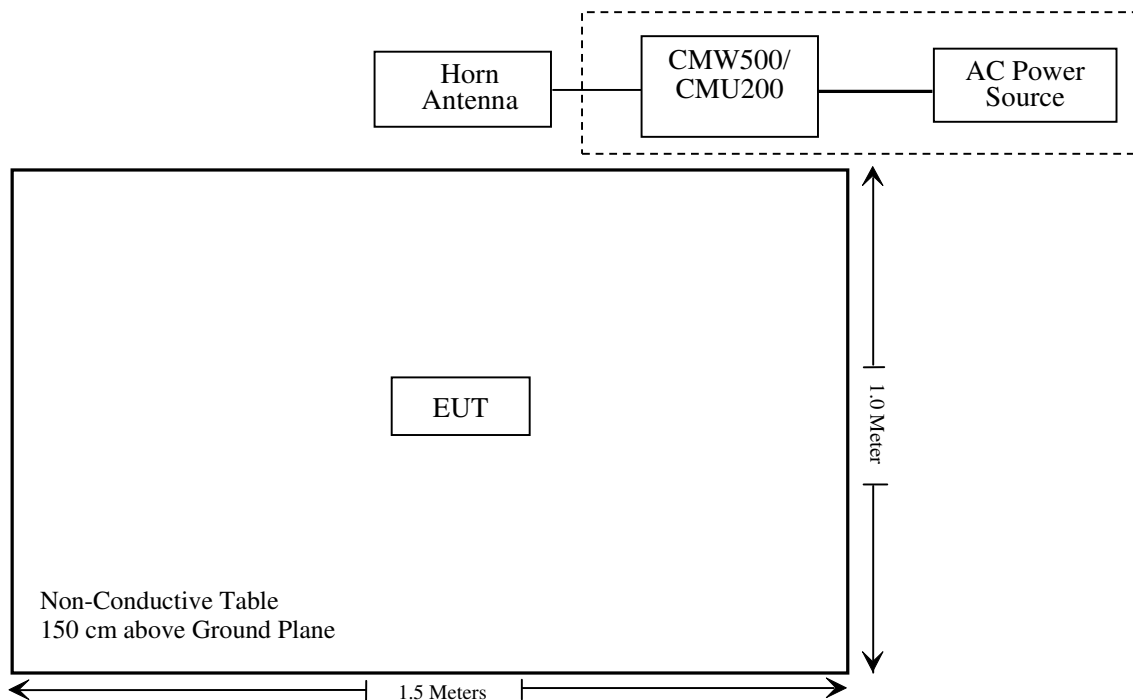 Horn
Antenna
CMW500/
CMU200
AC Power
Source
EUT
1.0 Meter
Non-Conductive Table
150 cm above Ground Plane
1.5 Meters